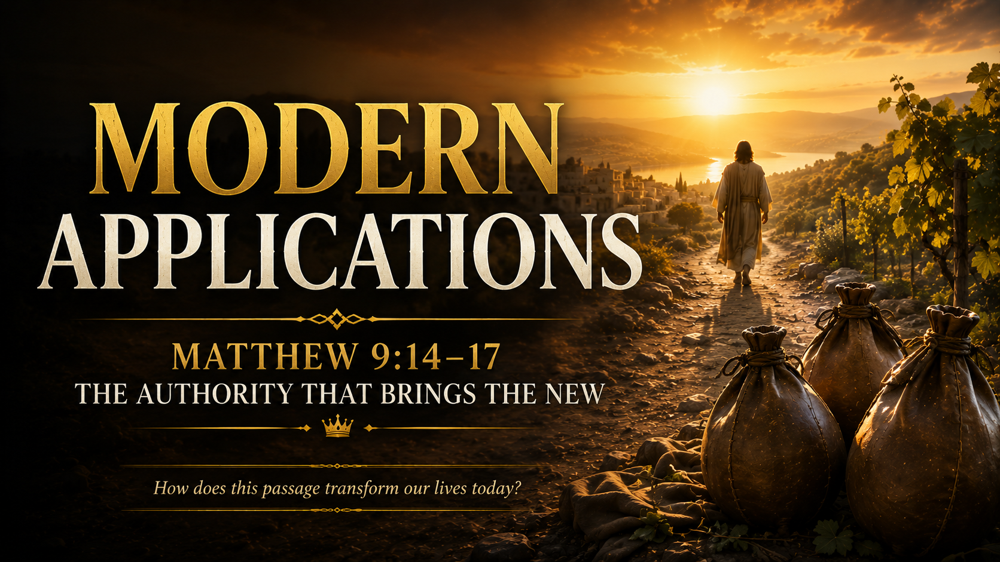 MODERN
APPLICATIONS
MATTHEW 9:14–17
THE AUTHORITY THAT BRINGS THE NEW
How does this passage transform our lives today?